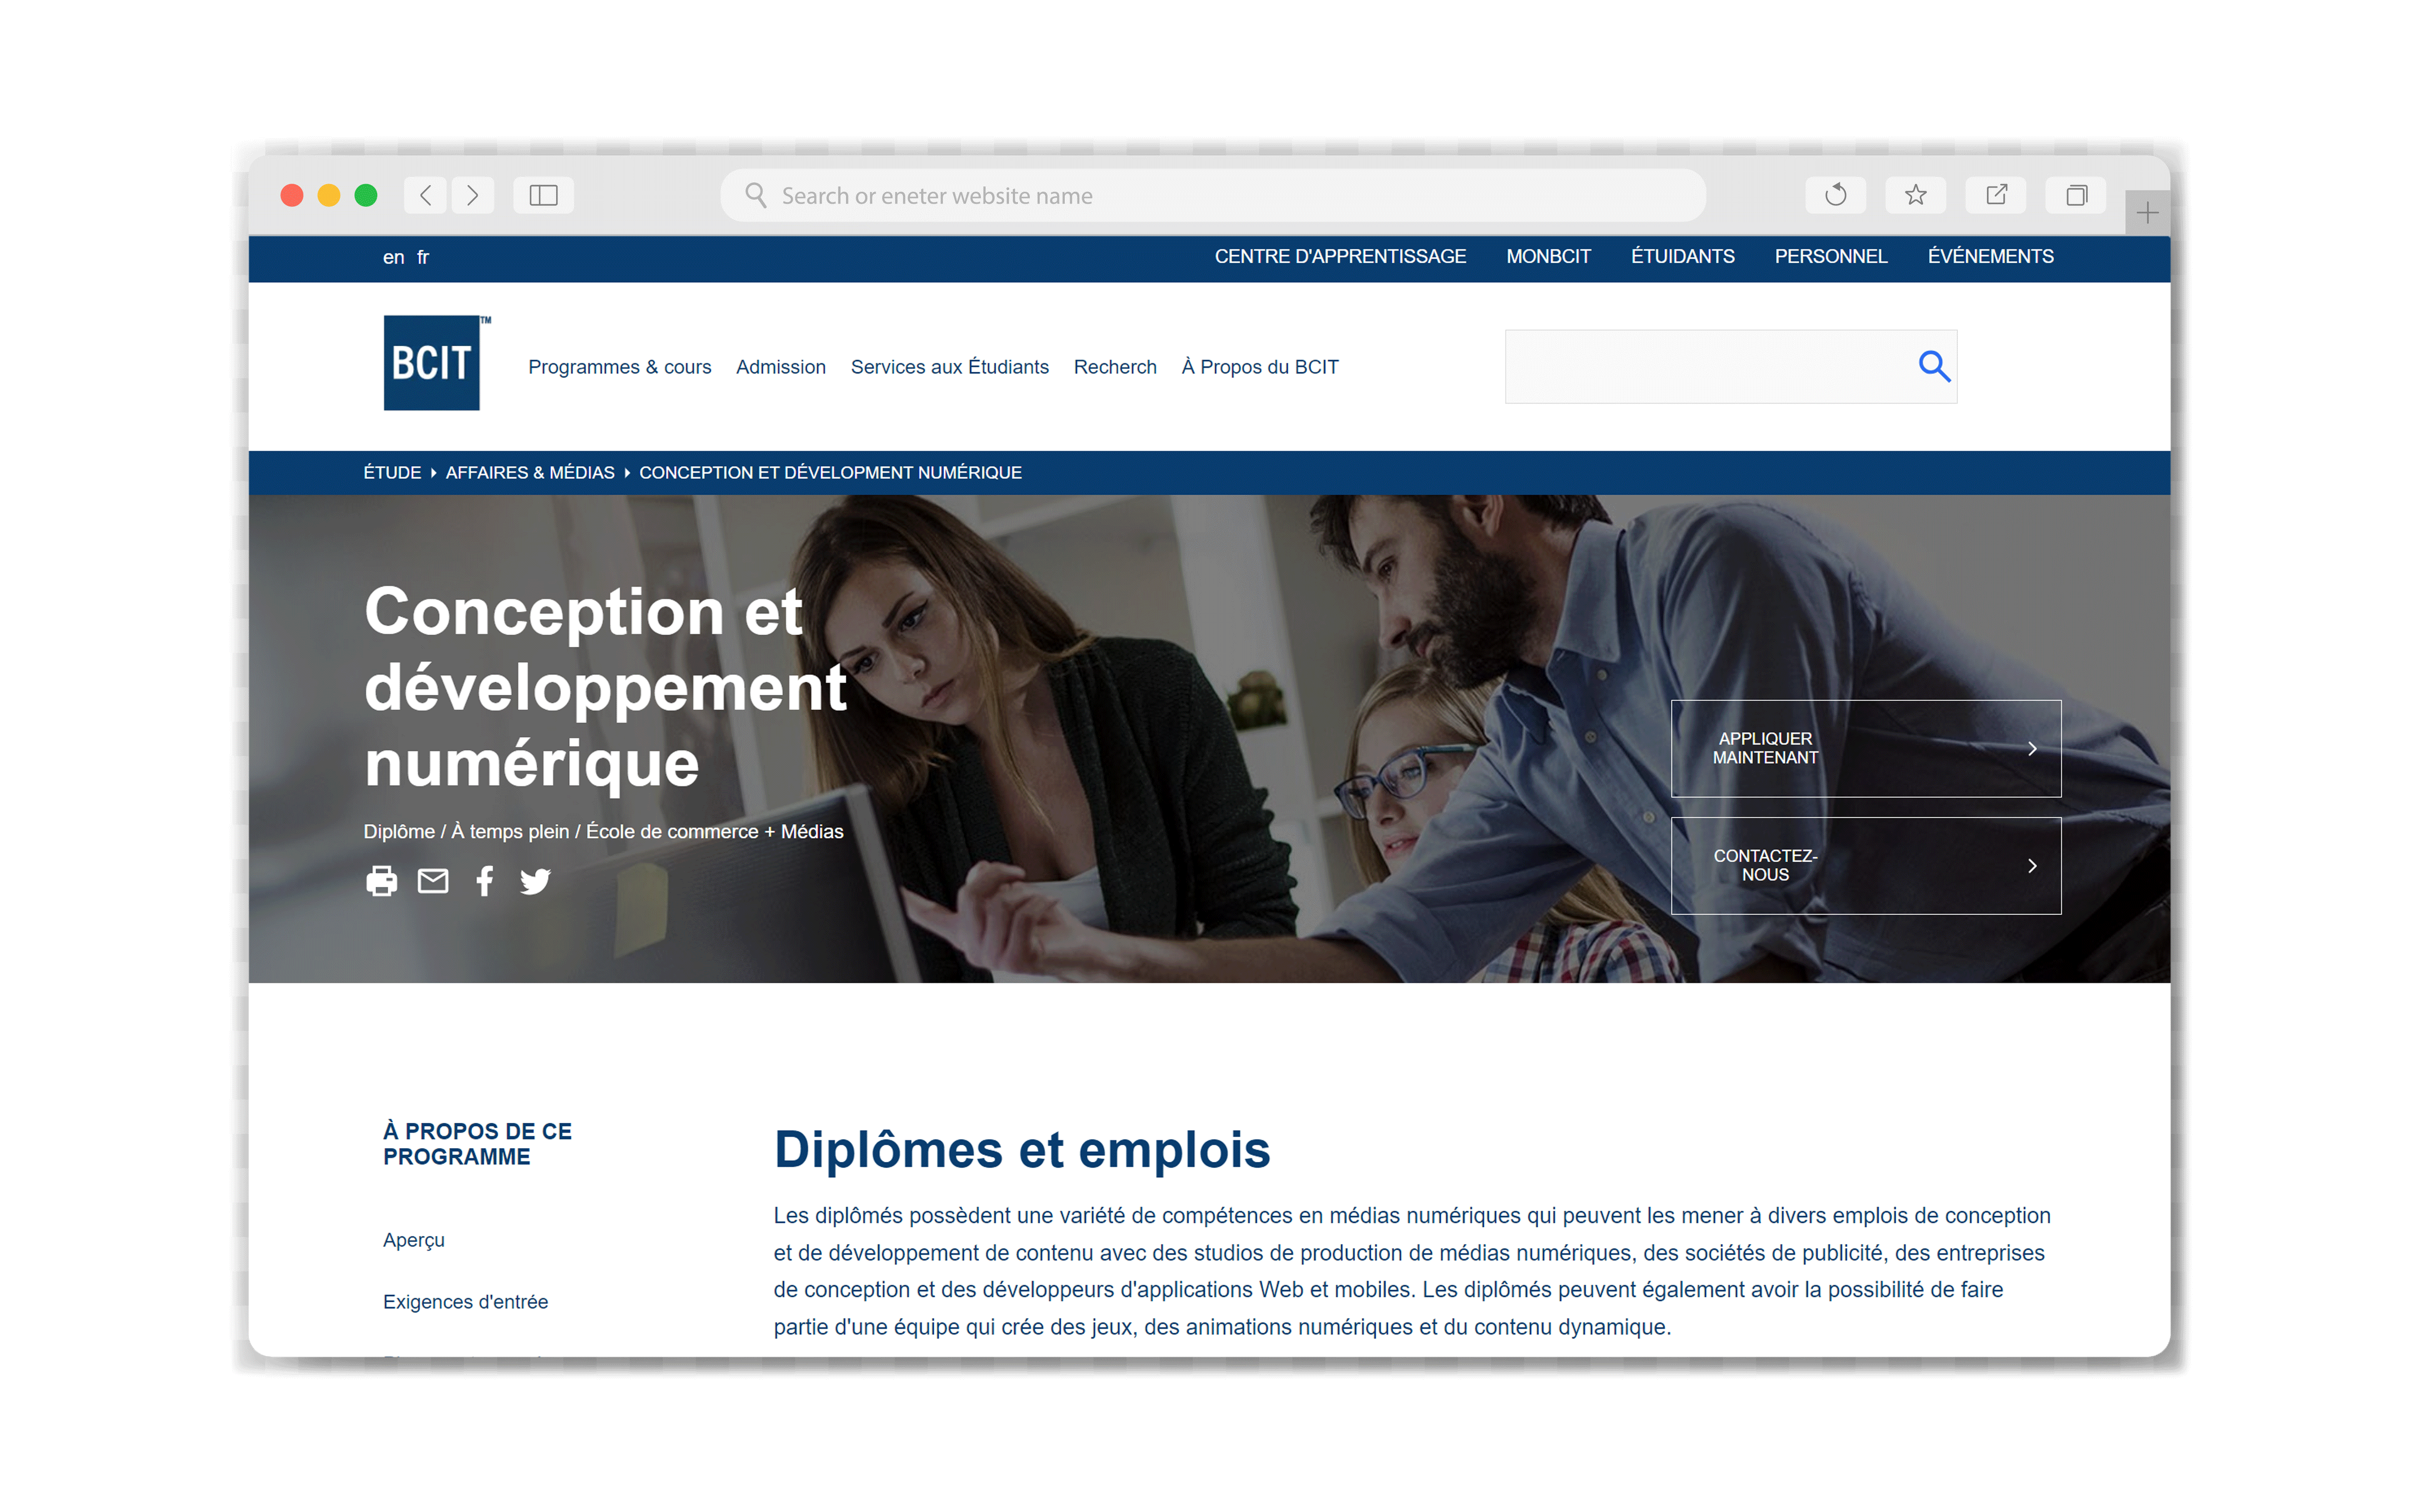 Search or eneter website name
en fr
CENTRE D'APPRENTISSAGE MONBCIT ÉTUIDANTS PERSONNEL ÉVÉNEMENTS
BCIT™
Programmes & cours Admission Services aux Étudiants Recherch À Propos du BCIT
ÉTUDE AFFAIRES & MÉDIAS CONCEPTION ET DÉVELOPMENT NUMÉRIQUE
Conception et
développement
numérique
Diplôme / À temps plein / École de commerce + Médias
APPLIQUER
MAINTENANT
CONTACTEZ-
NOUS
À PROPOS DE CE
PROGRAMME
Aperçu
Exigences d'entrée
Diplômes et emplois
Les diplômés possèdent une variété de compétences en médias numériques qui peuvent les mener à divers emplois de conception
et de développement de contenu avec des studios de production de médias numériques, des sociétés de publicité, des entreprises
de conception et des développeurs d'applications Web et mobiles. Les diplômés peuvent également avoir la possibilité de faire
partie d'une équipe qui crée des jeux, des animations numériques et du contenu dynamique.